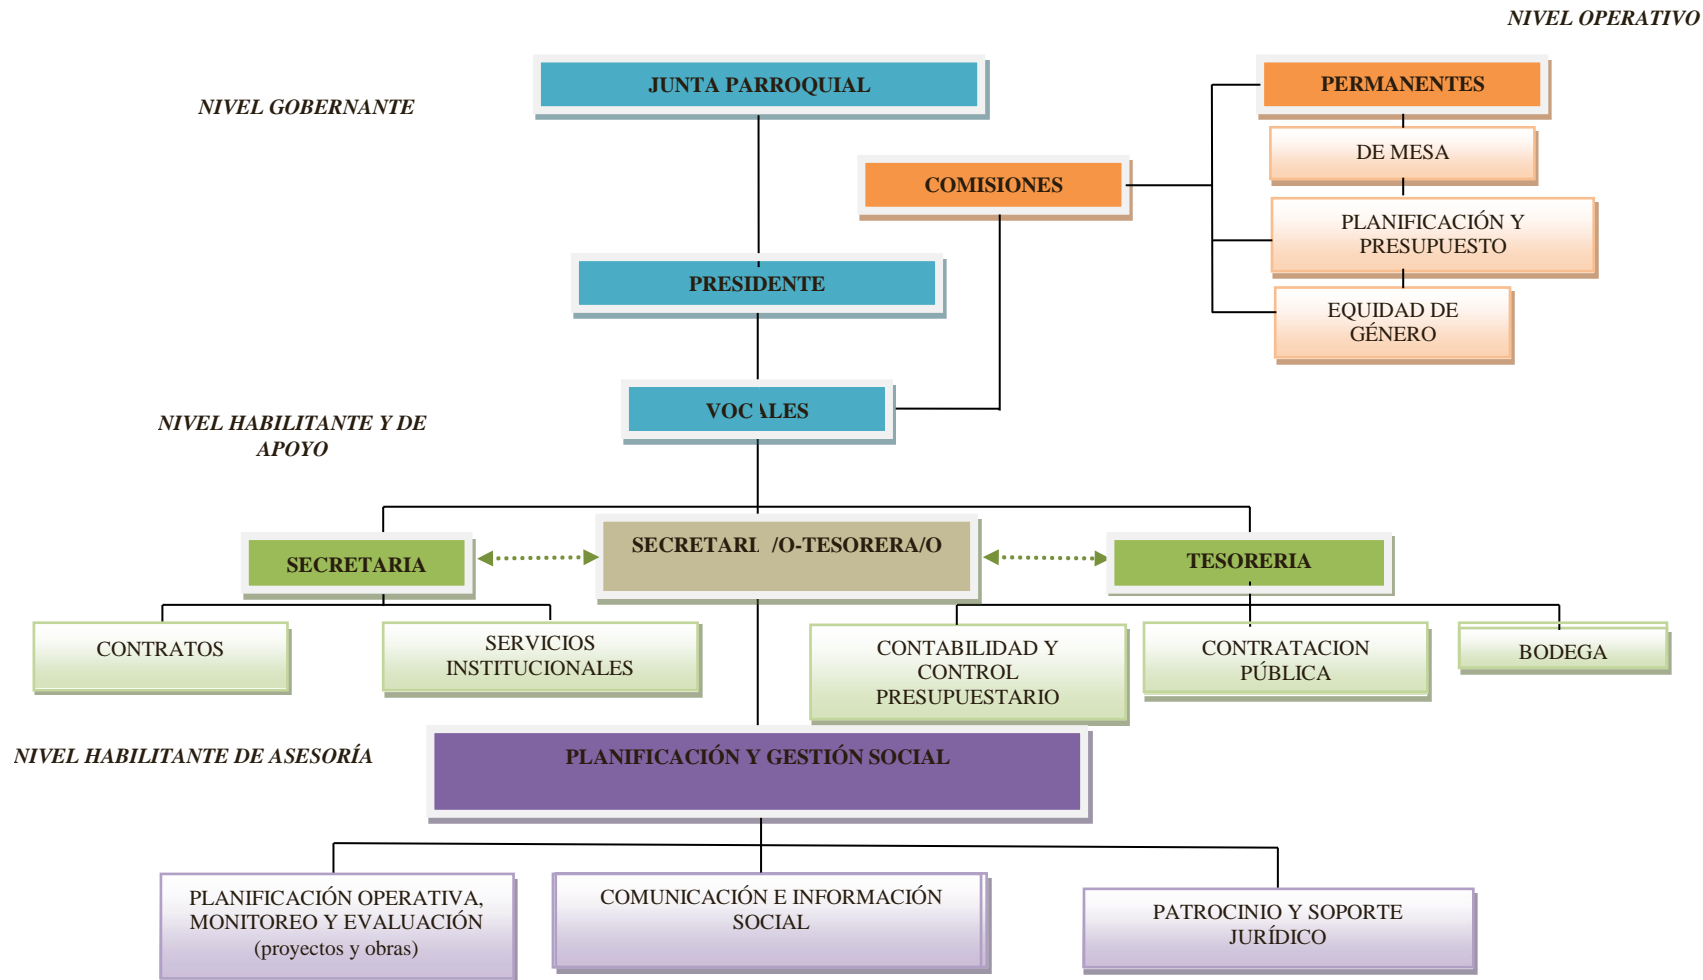 NIVEL OPERATIVO
JUNTA PARROQUIAL
PERMANENTES
NIVEL GOBERNANTE
DE MESA
COMISIONES
PLANIFICACIÓN Y
PRESUPUESTO
PRESIDENTE
EQUIDAD DE
GÉNERO
VOCALES
NIVEL HABILITANTE Y DE
APOYO
SECRETARI /O-TESORERA/O
SECRETARIA
TESORERIA
CONTRATOS
SERVICIOS
INSTITUCIONALES
CONTABILIDAD Y
CONTROL
PRESUPUESTARIO
CONTRATACION
PÚBLICA
BODEGA
NIVEL HABILITANTE DE ASESORÍA
PLANIFICACIÓN Y GESTIÓN SOCIAL
PLANIFICACIÓN OPERATIVA,
MONITOREO Y EVALUACIÓN
(proyectos y obras)
COMUNICACIÓN E INFORMACIÓN
SOCIAL
PATROCINIO Y SOPORTE
JURÍDICO